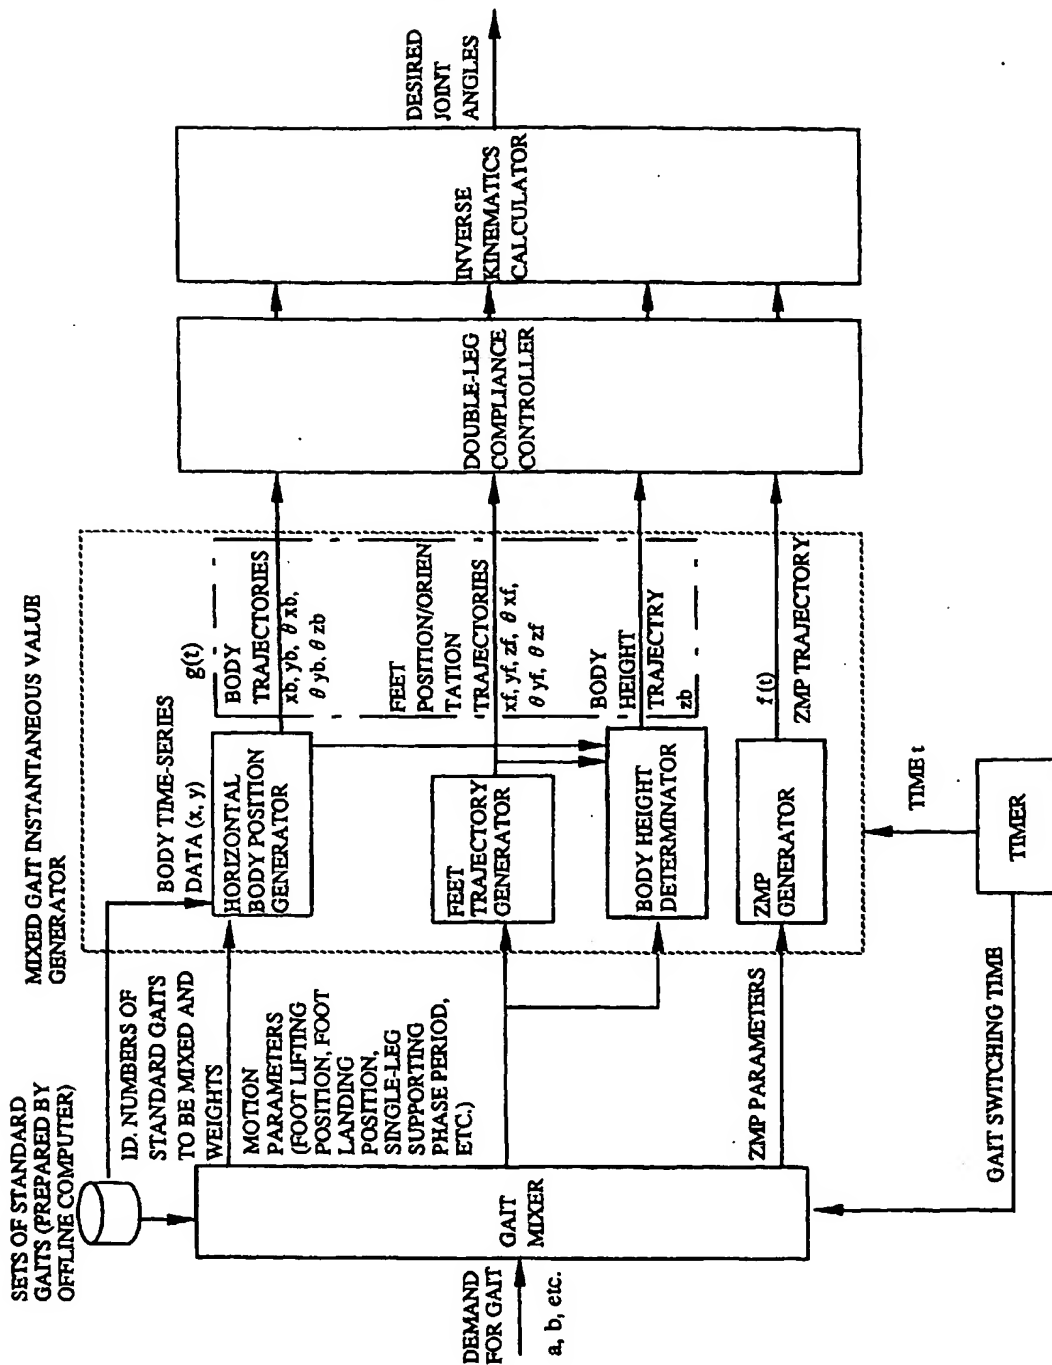 SETS OF STANDARD
GAITS (PREPARED BY
OFFLINE COMPUTER)
MIXED GAIT INSTANTANEOUS VALUE
GENERATOR
I.D. NUMBERS OF
STANDARD GAITS
TO BE MIXED AND
WEIGHTS
BODY TIME-SERIES
DATA (x, y)
HORIZONTAL
BODY POSITION
GENERATOR
g(t)
BODY
TRAJECTORIES
xb, yb, θ xb,
θ yb, θ zb
MOTION
PARAMETERS
(FOOT LIFTING
POSITION, FOOT
LANDING
POSITION,
SINGLE-LEG
SUPPORTING
PHASE PERIOD,
ETC.)
FEET
TRAJECTORY
GENERATOR
FEET
POSITION/ORIEN
TATION
TRAJECTORIES
xf, yf, zf, θ xf,
θ yf, θ zf
BODY HEIGHT
DETERMINATOR
BODY
HEIGHT
TRAJECTRY
zb
DEMAND
FOR GAIT
a, b, etc.
GAIT
MIXER
ZMP PARAMETERS
ZMP
GENERATOR
f (t)
ZMP TRAJECTORY
DOUBLE-LEG
COMPLIANCE
CONTROLLER
INVERSE
KINEMATICS
CALCULATOR
DESIRED
JOINT
ANGLES
TIME t
TIMER
GAIT SWITCHING TIME